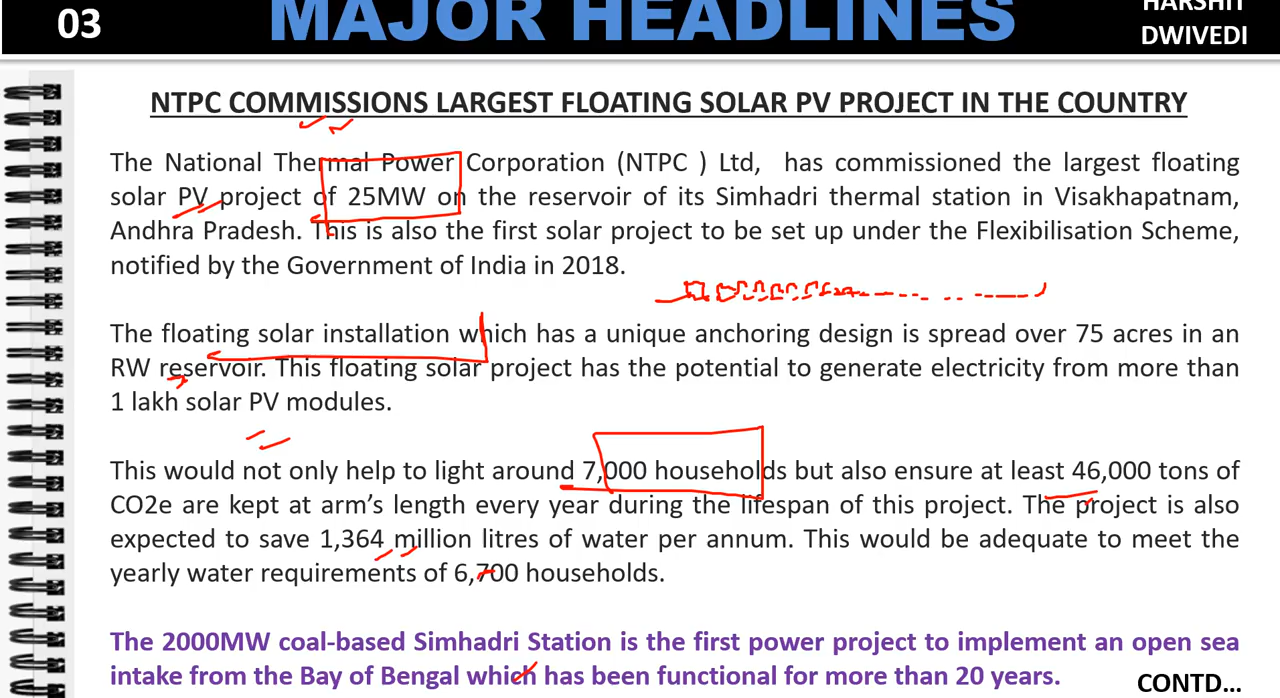 03
MAJOR HEADLINES
HARSHIT
DWIVEDI
NTPC COMMISSIONS LARGEST FLOATING SOLAR PV PROJECT IN THE COUNTRY
The National Thermal Power Corporation (NTPC ) Ltd, has commissioned the largest floating
solar PV project of 25MW on the reservoir of its Simhadri thermal station in Visakhapatnam,
Andhra Pradesh. This is also the first solar project to be set up under the Flexibilisation Scheme,
notified by the Government of India in 2018.
The floating solar installation which has a unique anchoring design is spread over 75 acres in an
RW reservoir. This floating solar project has the potential to generate electricity from more than
1 lakh solar PV modules.
This would not only help to light around 7,000 households but also ensure at least 46,000 tons of
CO2e are kept at arm's length every year during the lifespan of this project. The project is also
expected to save 1,364 million litres of water per annum. This would be adequate to meet the
yearly water requirements of 6,700 households.
The 2000MW coal-based Simhadri Station is the first power project to implement an open sea
intake from the Bay of Bengal which has been functional for more than 20 years.
CONTD...